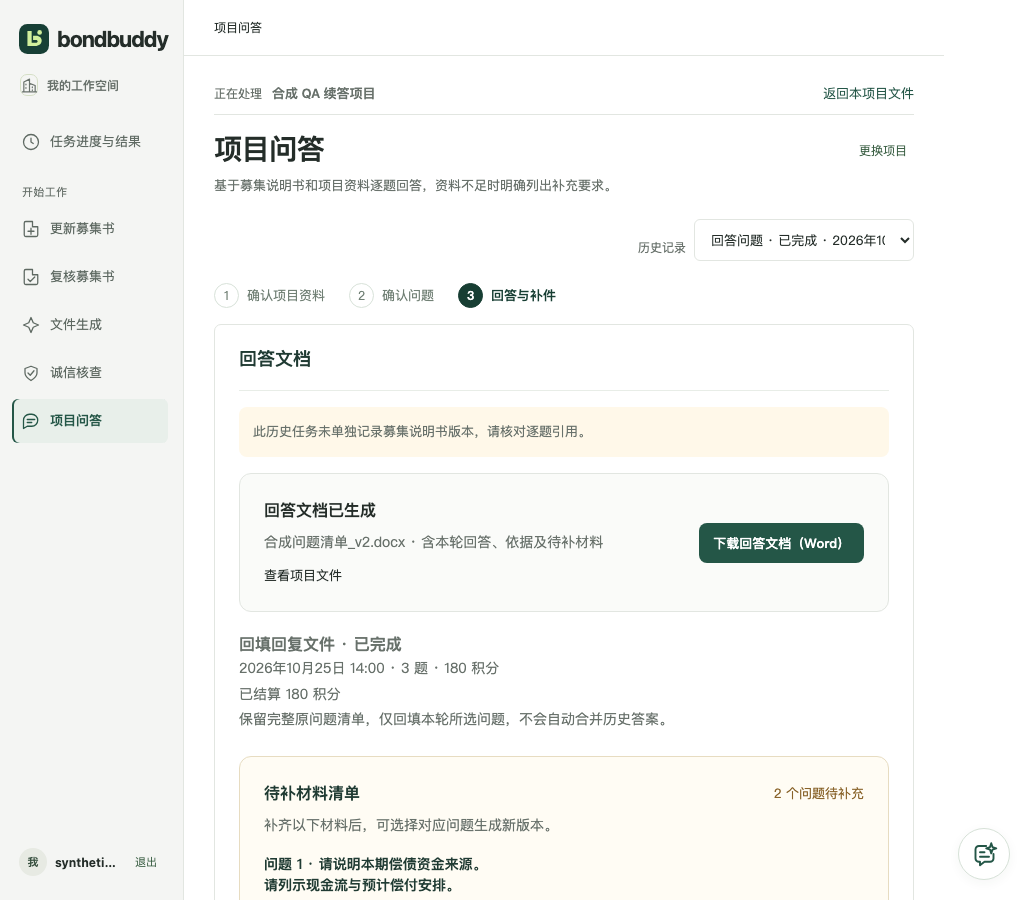 bondbuddy
我的工作空间
任务进度与结果
开始工作
更新募集书
复核募集书
文件生成
诚信核查
项目问答
我 syntheti... 退出
项目问答
正在处理 合成 QA 续答项目 返回本项目文件
项目问答 更换项目
基于募集说明书和项目资料逐题回答，资料不足时明确列出补充要求。
历史记录 回答问题 · 已完成 · 2026年10
1 确认项目资料 2 确认问题 3 回答与补件
回答文档
此历史任务未单独记录募集说明书版本，请核对逐题引用。
回答文档已生成
合成问题清单_v2.docx · 含本轮回答、依据及待补材料
查看项目文件
下载回答文档（Word）
回填回复文件 · 已完成
2026年10月25日 14:00 · 3 题 · 180 积分
已结算 180 积分
保留完整原问题清单，仅回填本轮所选问题，不会自动合并历史答案。
待补材料清单 2 个问题待补充
补齐以下材料后，可选择对应问题生成新版本。
问题 1 · 请说明本期偿债资金来源。
请列示现金流与预计偿付安排。